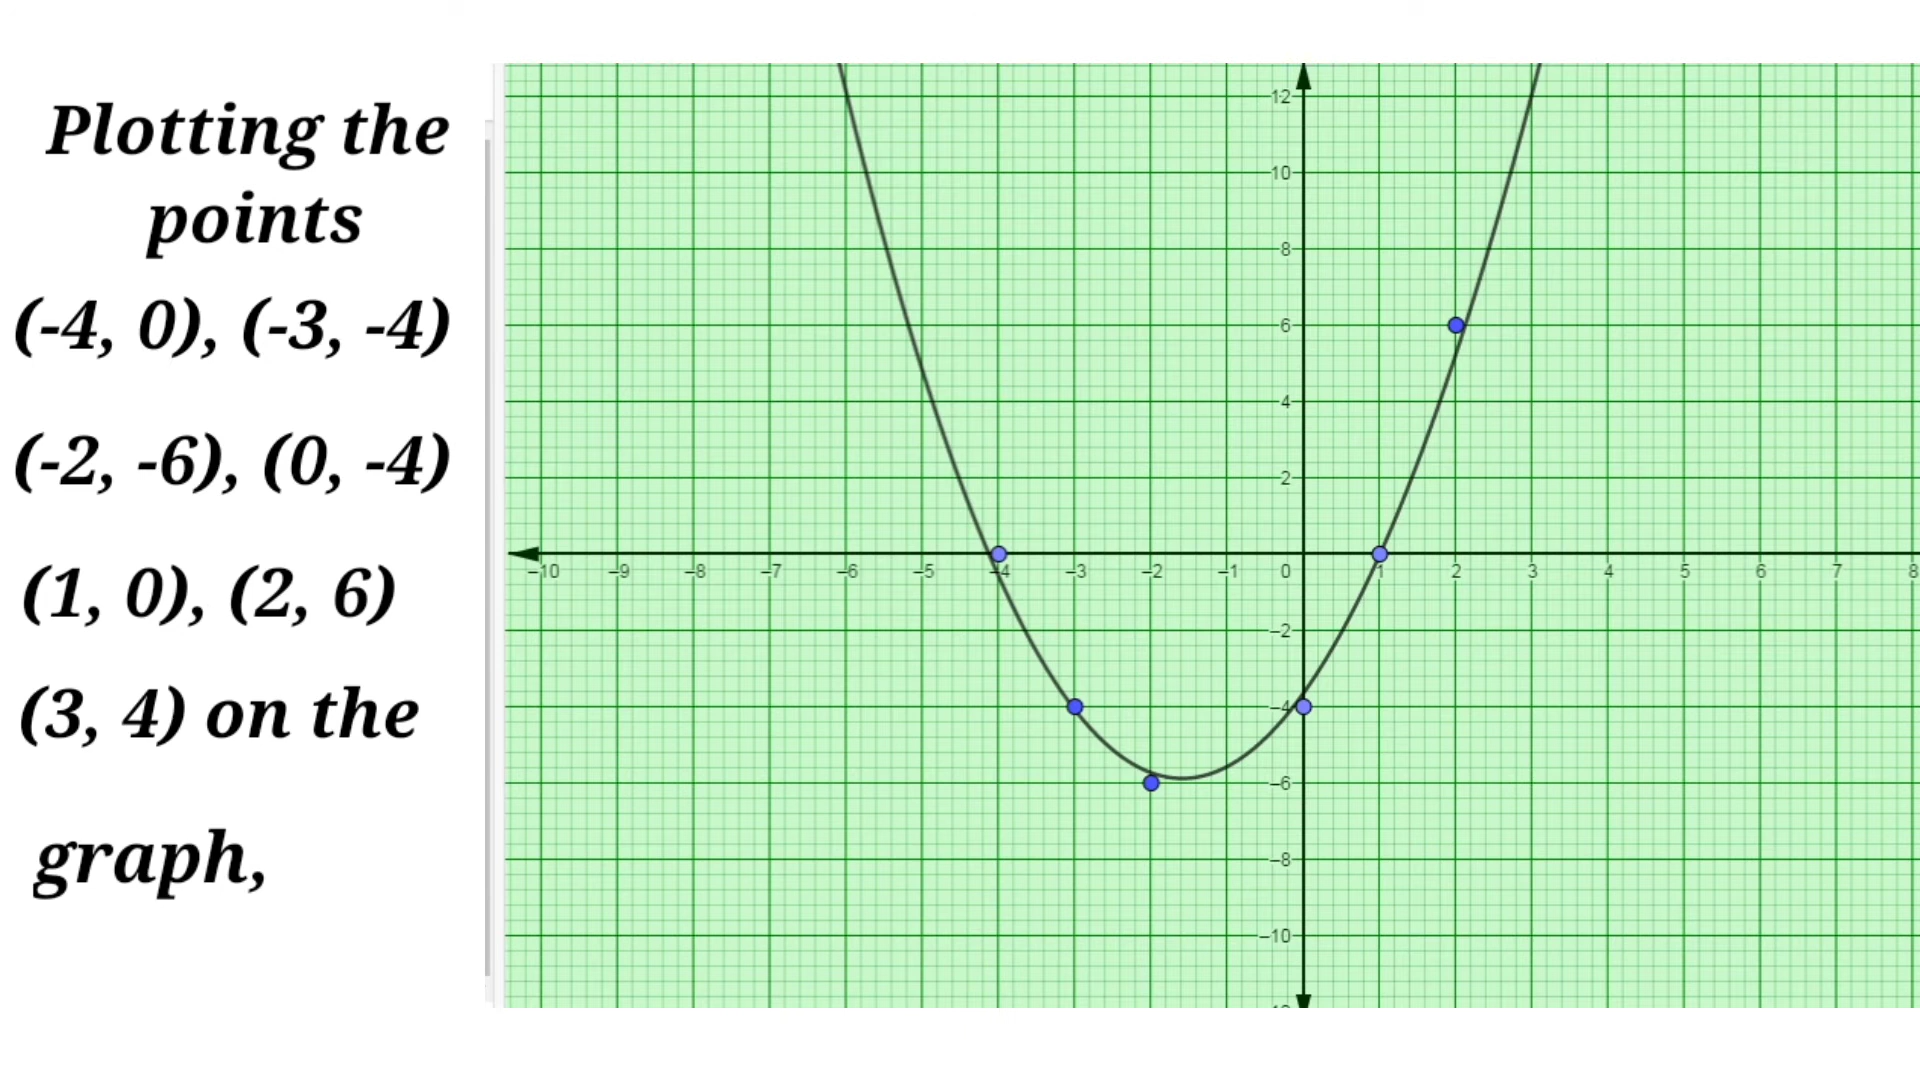 Plotting the
points
(-4, 0), (-3, -4)
(-2, -6), (0, -4)
(1, 0), (2, 6)
(3, 4) on the
graph,
12
10
8
6
4
2
–10 –9 –8 –7 –6 –5 –4 –3 –2 –1 0 1 2 3 4 5 6 7 8
–2
–4
–6
–8
–10